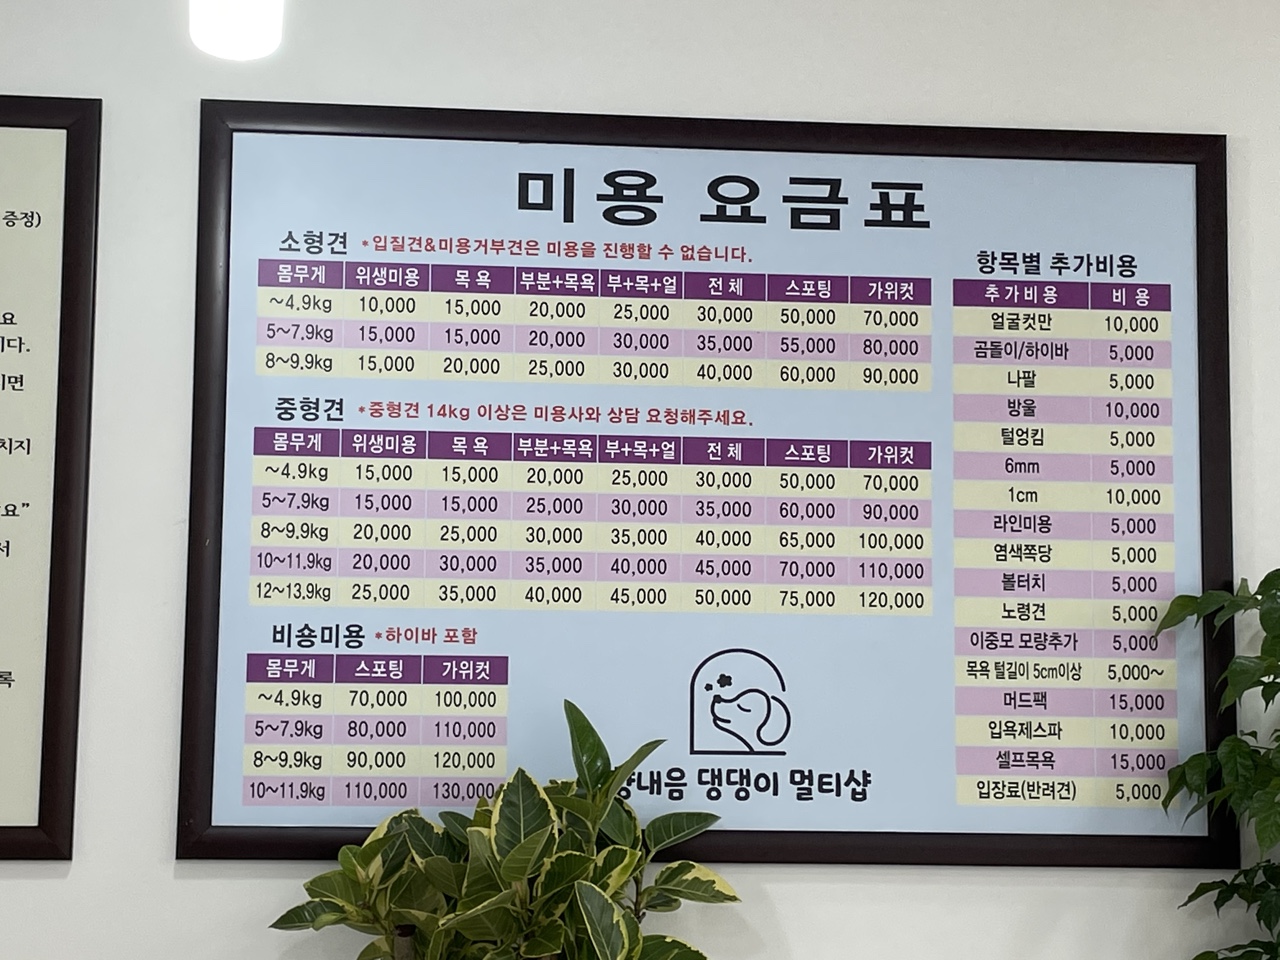 증정)
요
니다.
치지
요”
서
록
미용 요금표
소형견 *입질견&미용거부견은 미용을 진행할 수 없습니다.
몸무게 위생미용 목 욕 부분+목욕 부+목+얼 전 체 스포팅 가위컷
~4.9kg 10,000 15,000 20,000 25,000 30,000 50,000 70,000
5~7.9kg 15,000 15,000 20,000 30,000 35,000 55,000 80,000
8~9.9kg 15,000 20,000 25,000 30,000 40,000 60,000 90,000
중형견 *중형견 14kg 이상은 미용사와 상담 요청해주세요.
몸무게 위생미용 목 욕 부분+목욕 부+목+얼 전 체 스포팅 가위컷
~4.9kg 15,000 15,000 20,000 25,000 30,000 50,000 70,000
5~7.9kg 15,000 15,000 25,000 30,000 35,000 60,000 90,000
8~9.9kg 20,000 25,000 30,000 35,000 40,000 65,000 100,000
10~11.9kg 20,000 30,000 35,000 40,000 45,000 70,000 110,000
12~13.9kg 25,000 35,000 40,000 45,000 50,000 75,000 120,000
비숑미용 *하이바 포함
몸무게 스포팅 가위컷
~4.9kg 70,000 100,000
5~7.9kg 80,000 110,000
8~9.9kg 90,000 120,000
10~11.9kg 110,000 130,000
내음 댕댕이 멀티샵
항목별 추가비용
추 가 비 용 비 용
얼굴컷만 10,000
곰돌이/하이바 5,000
나팔 5,000
방울 10,000
털엉킴 5,000
6mm 5,000
1cm 10,000
라인미용 5,000
염색쪽당 5,000
볼터치 5,000
노령견 5,000
이중모 모량추가 5,000
목욕 털길이 5cm이상 5,000~
머드팩 15,000
입욕제스파 10,000
셀프목욕 15,000
입장료(반려견) 5,000